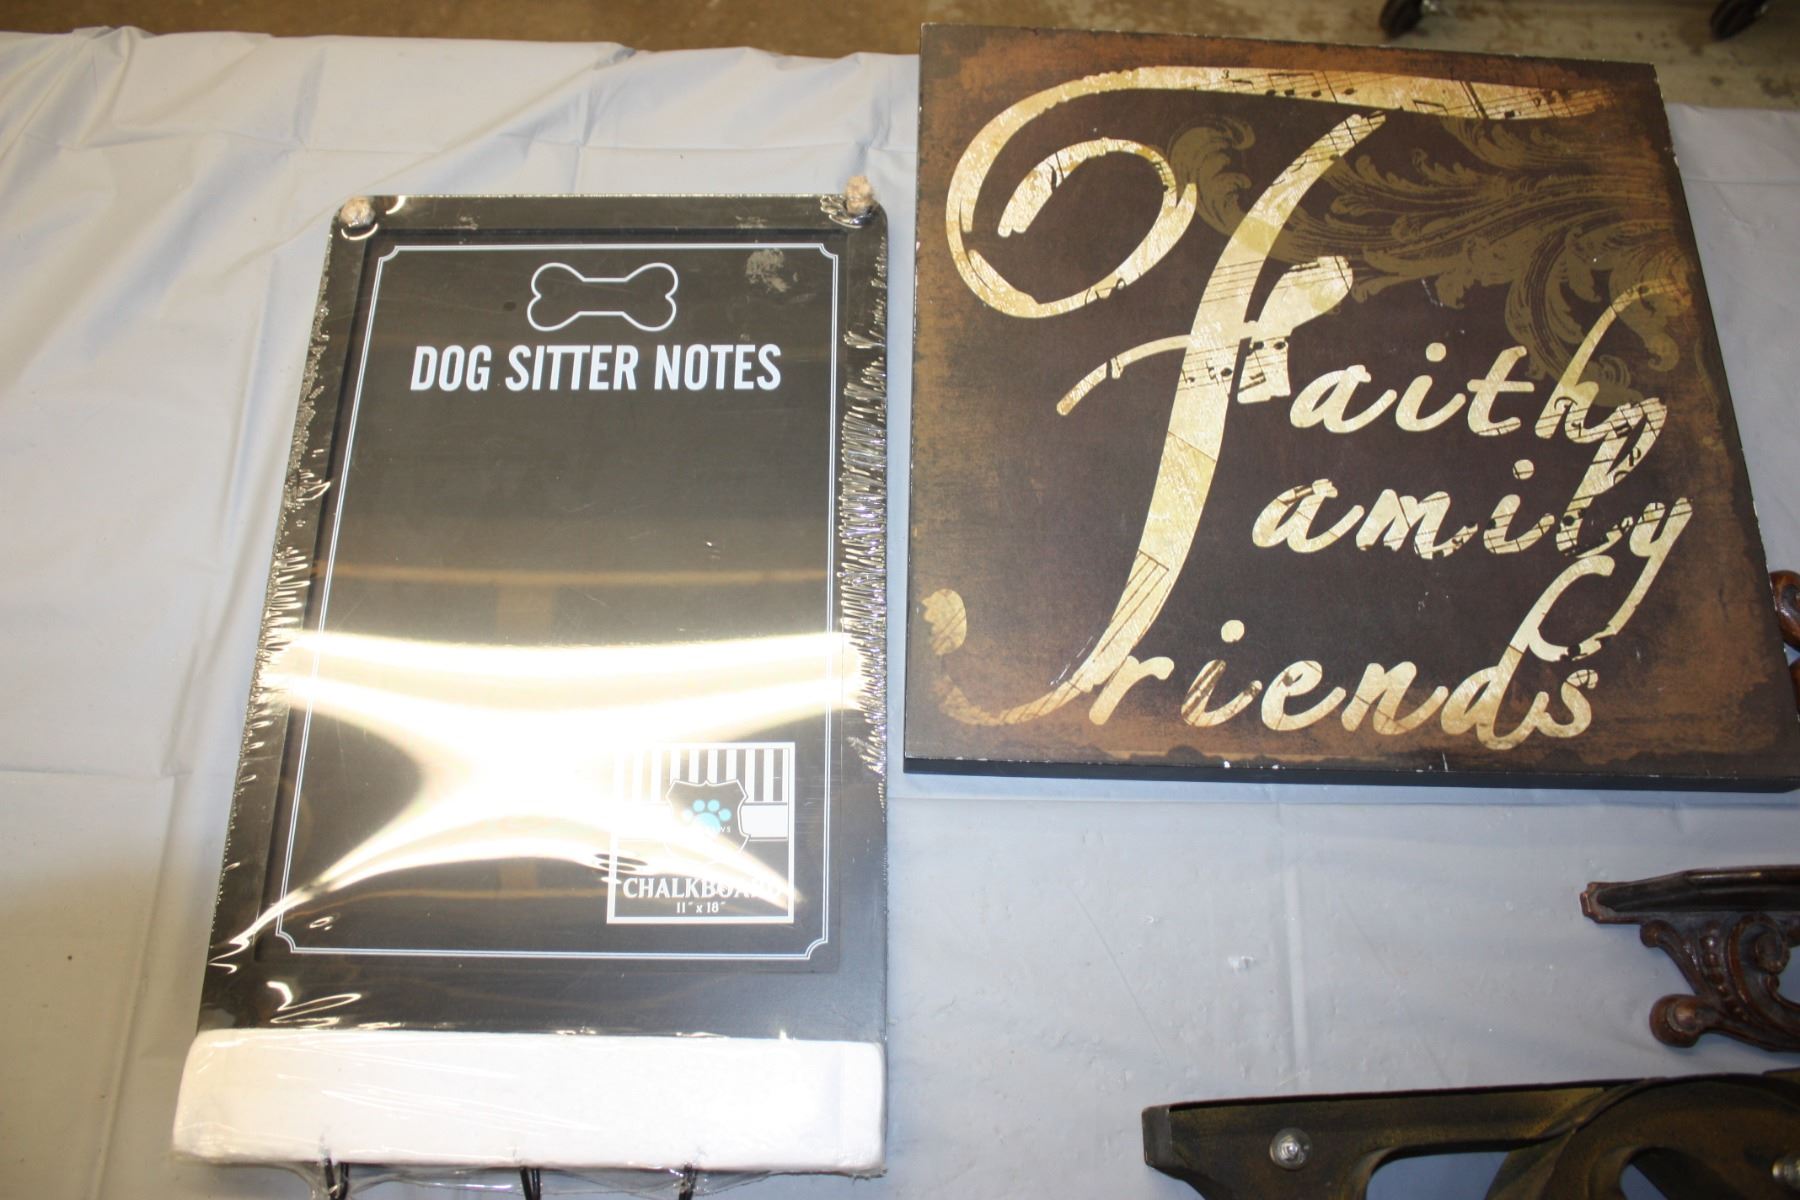 DOG SITTER NOTES
CHALKBOARD
11" x 18"
Faith
Family
Friends